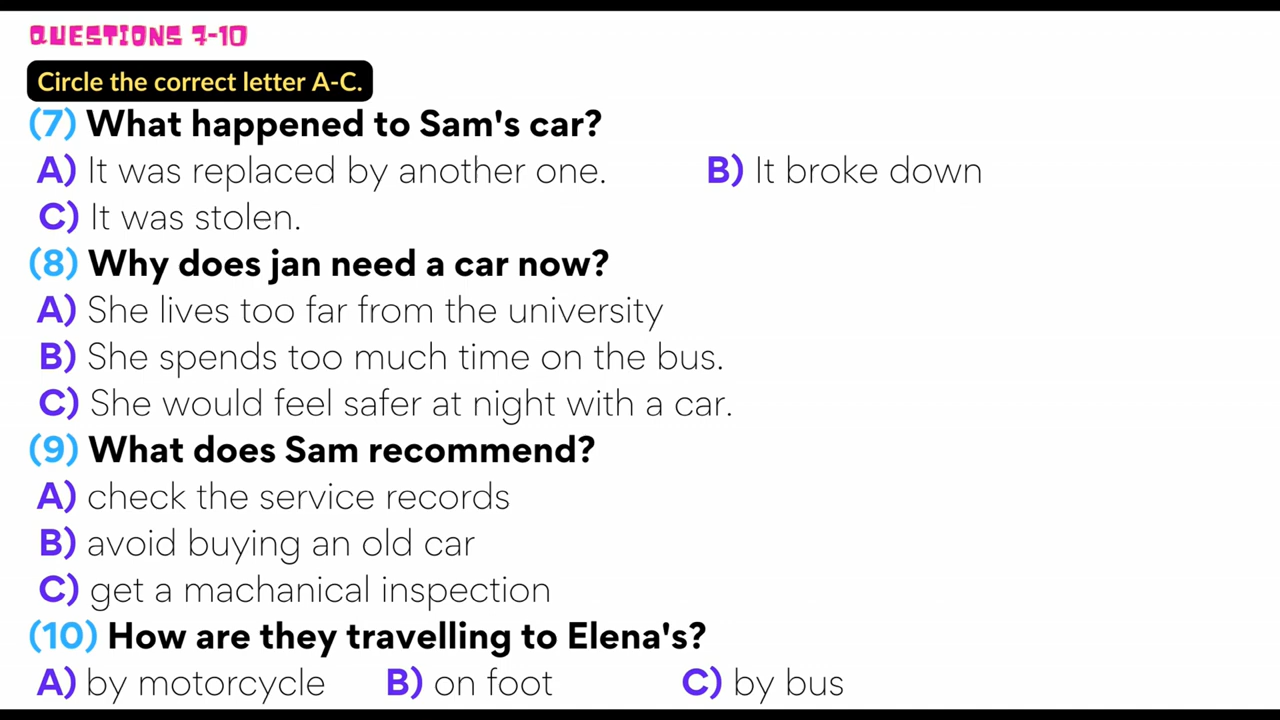 QUESTIONS 7-10
Circle the correct letter A-C.
(7) What happened to Sam's car?
A) It was replaced by another one. B) It broke down
C) It was stolen.
(8) Why does jan need a car now?
A) She lives too far from the university
B) She spends too much time on the bus.
C) She would feel safer at night with a car.
(9) What does Sam recommend?
A) check the service records
B) avoid buying an old car
C) get a machanical inspection
(10) How are they travelling to Elena's?
A) by motorcycle B) on foot C) by bus